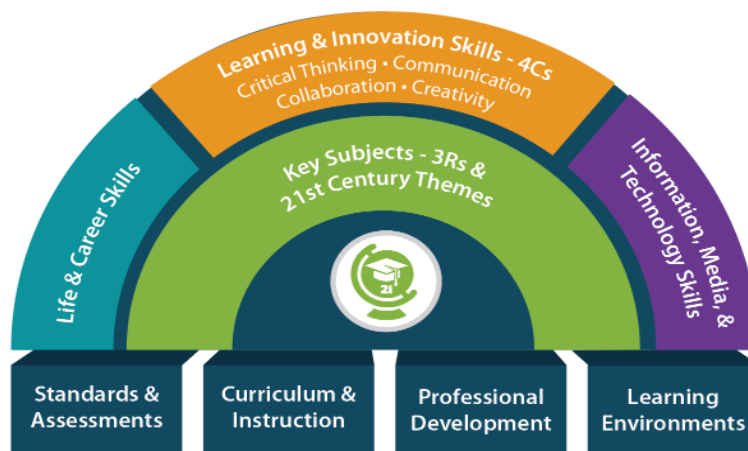 Learning & Innovation Skills - 4Cs
Critical Thinking • Communication
Collaboration • Creativity
Life & Career Skills
Key Subjects - 3Rs &
21st Century Themes
Information, Media, &
Technology Skills
21
Standards &
Assessments
Curriculum &
Instruction
Professional
Development
Learning
Environments